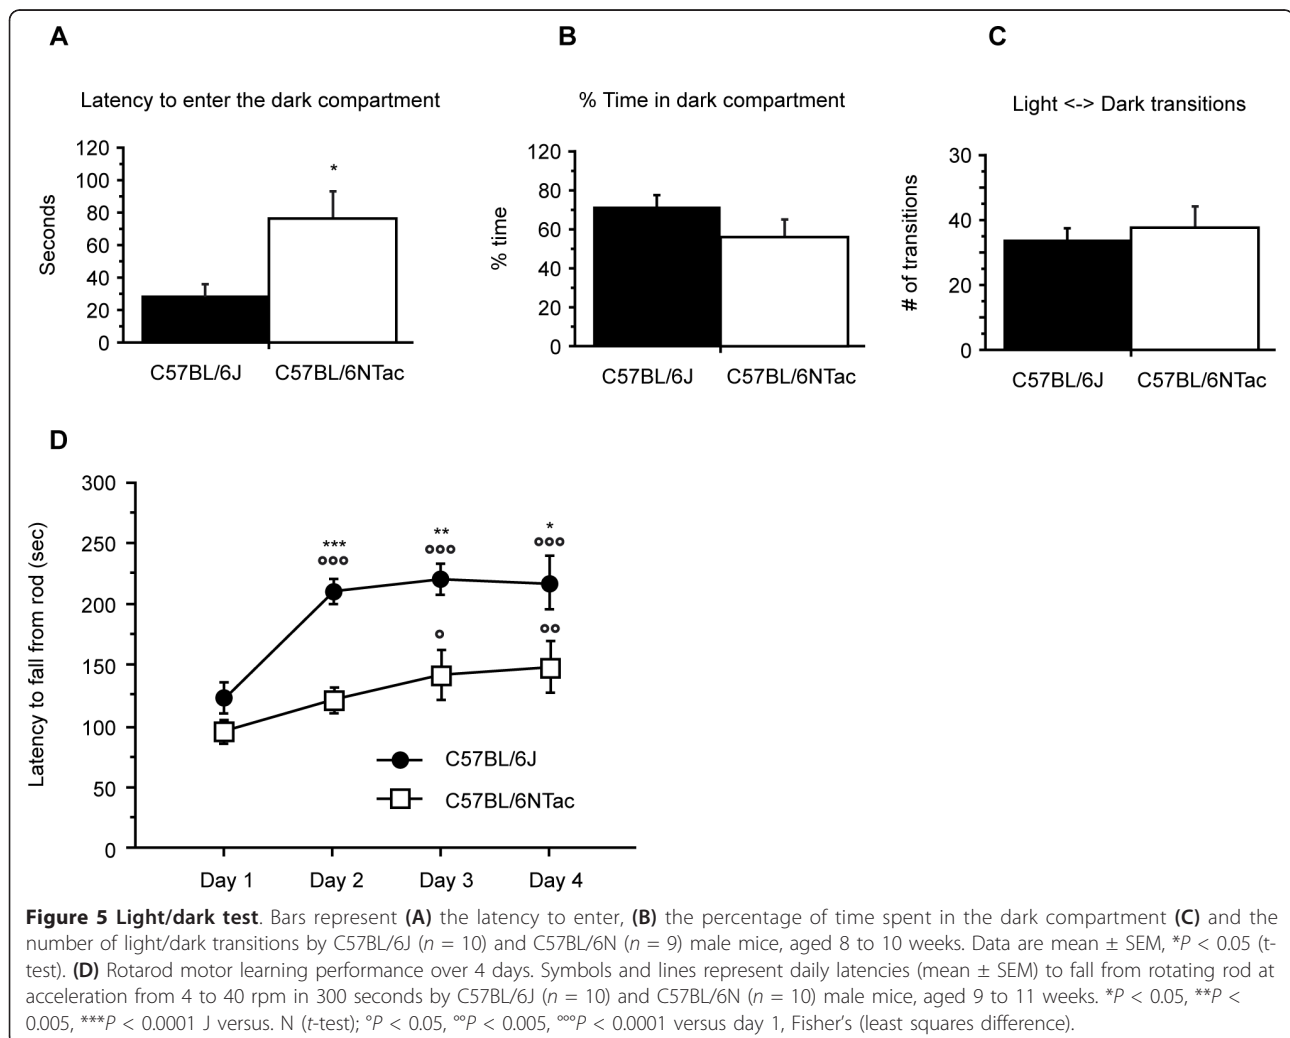 A
B
C
Latency to enter the dark compartment
% Time in dark compartment
Light <-> Dark transitions
Seconds
120
100
80
60
40
20
0
*
C57BL/6J
C57BL/6NTac
% time
120
80
60
40
20
0
C57BL/6J
C57BL/6NTac
# of transitions
30
40
20
0
C57BL/6J
C57BL/6NTac
D
Latency to fall from rod (sec)
300
250
200
150
100
50
0
***
°°°
**
°°°
*
°°°
°
°°
C57BL/6J
C57BL/6NTac
Day 1
Day 2
Day 3
Day 4
Figure 5 Light/dark test. Bars represent (A) the latency to enter, (B) the percentage of time spent in the dark compartment (C) and the
number of light/dark transitions by C57BL/6J (n = 10) and C57BL/6N (n = 9) male mice, aged 8 to 10 weeks. Data are mean ± SEM, *P < 0.05 (t-
test). (D) Rotarod motor learning performance over 4 days. Symbols and lines represent daily latencies (mean ± SEM) to fall from rotating rod at
acceleration from 4 to 40 rpm in 300 seconds by C57BL/6J (n = 10) and C57BL/6N (n = 10) male mice, aged 9 to 11 weeks. *P < 0.05, **P <
0.005, ***P < 0.0001 J versus. N (t-test); °P < 0.05, °°P < 0.005, °°°P < 0.0001 versus day 1, Fisher's (least squares difference).